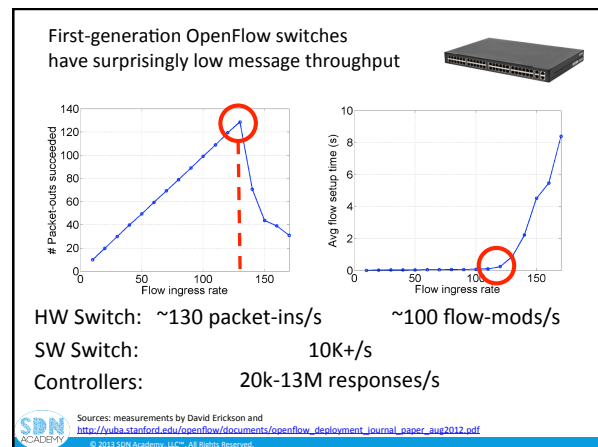 First-generation OpenFlow switches
have surprisingly low message throughput
140
120
100
80
60
40
20
0
0
50
100
150
# Packet-outs succeeded
Flow ingress rate
10
8
6
4
2
0
0
50
100
150
Avg flow setup time (s)
Flow ingress rate
HW Switch: ~130 packet-ins/s ~100 flow-mods/s
SW Switch: 10K+/s
Controllers: 20k-13M responses/s
SDN
ACADEMY
Sources: measurements by David Erickson and
http://yuba.stanford.edu/openflow/documents/openflow_deployment_journal_paper_aug2012.pdf
© 2013 SDN Academy, LLC™. All Rights Reserved.